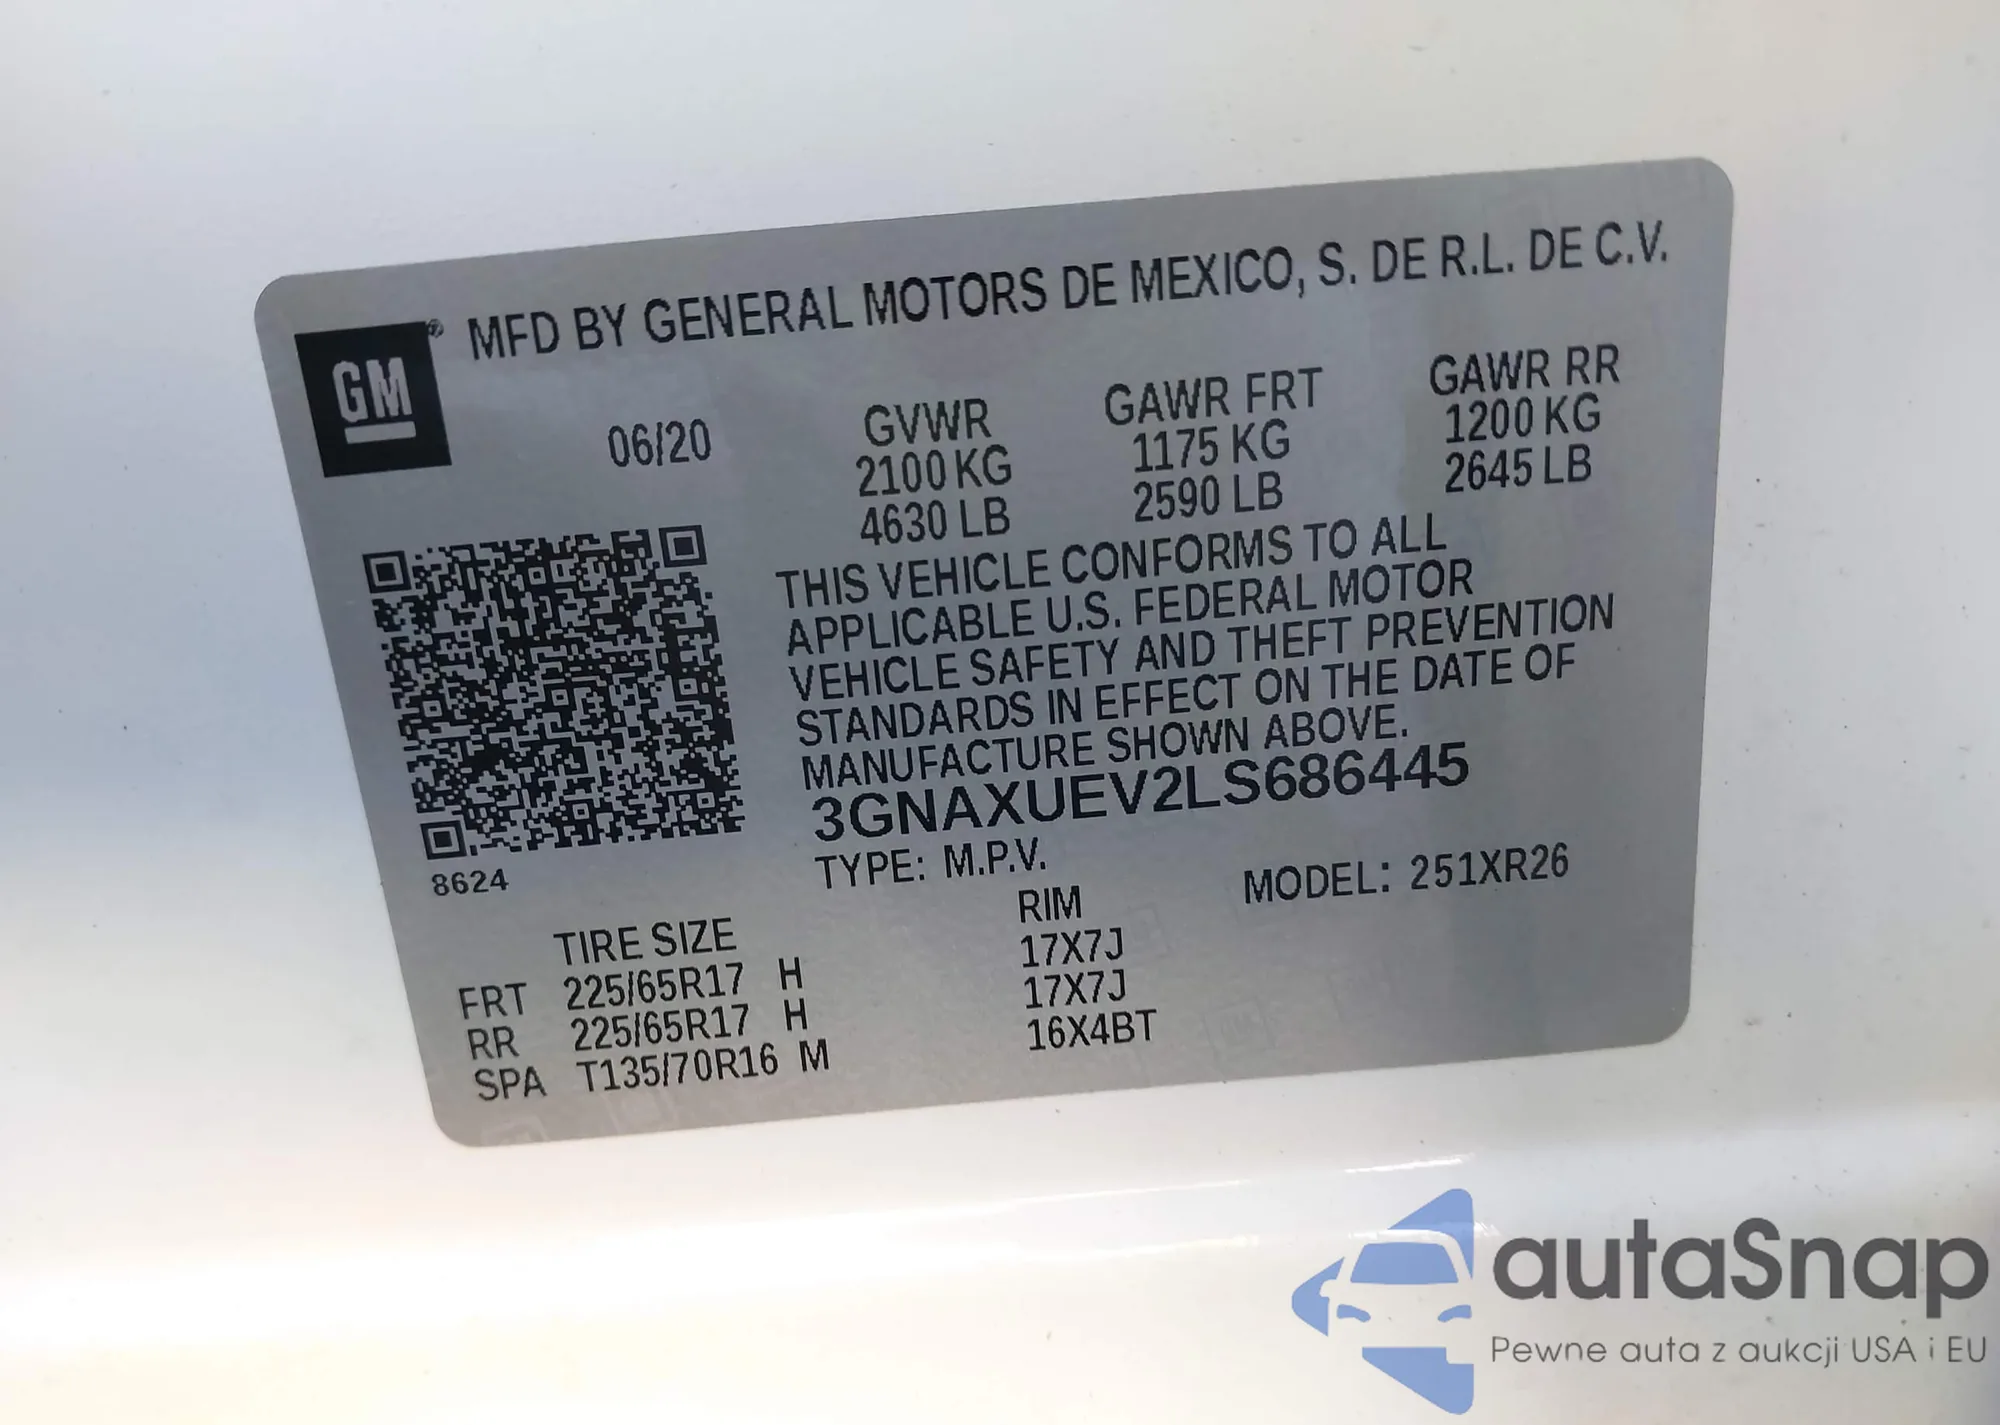 MFD BY GENERAL MOTORS DE MEXICO, S. DE R.L. DE C.V.
GM®
06/20
GVWR GAWR FRT GAWR RR
2100 KG 1175 KG 1200 KG
4630 LB 2590 LB 2645 LB
THIS VEHICLE CONFORMS TO ALL
APPLICABLE U.S. FEDERAL MOTOR
VEHICLE SAFETY AND THEFT PREVENTION
STANDARDS IN EFFECT ON THE DATE OF
MANUFACTURE SHOWN ABOVE.
3GNAXUEV2LS686445
TYPE: M.P.V. MODEL: 251XR26
8624
TIRE SIZE RIM
FRT 225/65R17 H 17X7J
RR 225/65R17 H 17X7J
SPA T135/70R16 M 16X4BT
autaSnap
Pewne auta z aukcji USA i EU